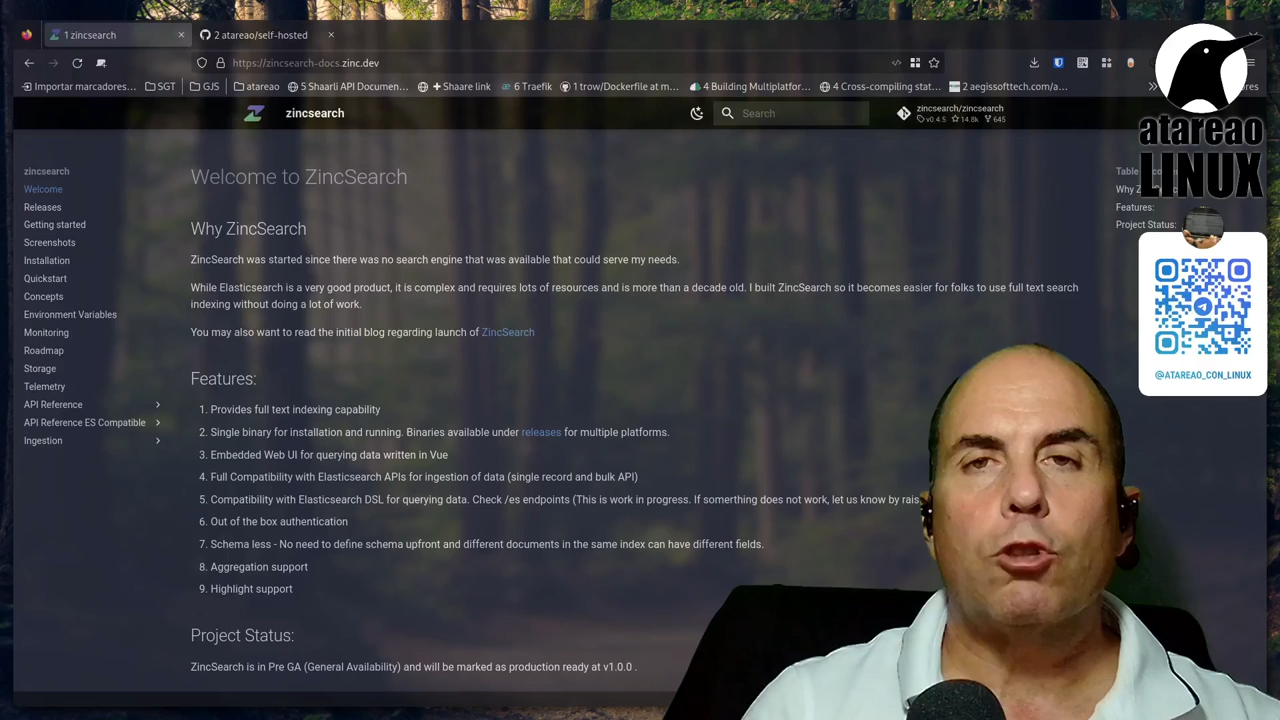 1 zincsearch
2 atareao/self-hosted
https://zincsearch-docs.zinc.dev
Importar marcadores…
SGT
GJS
atareao
5 Shaarli API Documen…
+ Shaare link
6 Traefik
1 trow/Dockerfile at m…
4 Building Multiplatfor…
4 Cross-compiling stat…
2 aegissofttech.com/a…
zincsearch
Search
zincsearch/zincsearch
v0.4.5 14.8k 645
atareao
LINUX
zincsearch
Welcome
Releases
Getting started
Screenshots
Installation
Quickstart
Concepts
Environment Variables
Monitoring
Roadmap
Storage
Telemetry
API Reference
API Reference ES Compatible
Ingestion
Welcome to ZincSearch
Why ZincSearch
ZincSearch was started since there was no search engine that was available that could serve my needs.
While Elasticsearch is a very good product, it is complex and requires lots of resources and is more than a decade old. I built ZincSearch so it becomes easier for folks to use full text search
indexing without doing a lot of work.
You may also want to read the initial blog regarding launch of ZincSearch
Features:
1. Provides full text indexing capability
2. Single binary for installation and running. Binaries available under releases for multiple platforms.
3. Embedded Web UI for querying data written in Vue
4. Full Compatibility with Elasticsearch APIs for ingestion of data (single record and bulk API)
5. Compatibility with Elasticsearch DSL for querying data. Check /es endpoints (This is work in progress. If somerthing does not work, let us know by rais
6. Out of the box authentication
7. Schema less - No need to define schema upfront and different documents in the same index can have different fields.
8. Aggregation support
9. Highlight support
Project Status:
ZincSearch is in Pre GA (General Availability) and will be marked as production ready at v1.0.0 .
Table
Why
Features:
Project Status:
@ATAREAO_CON_LINUX